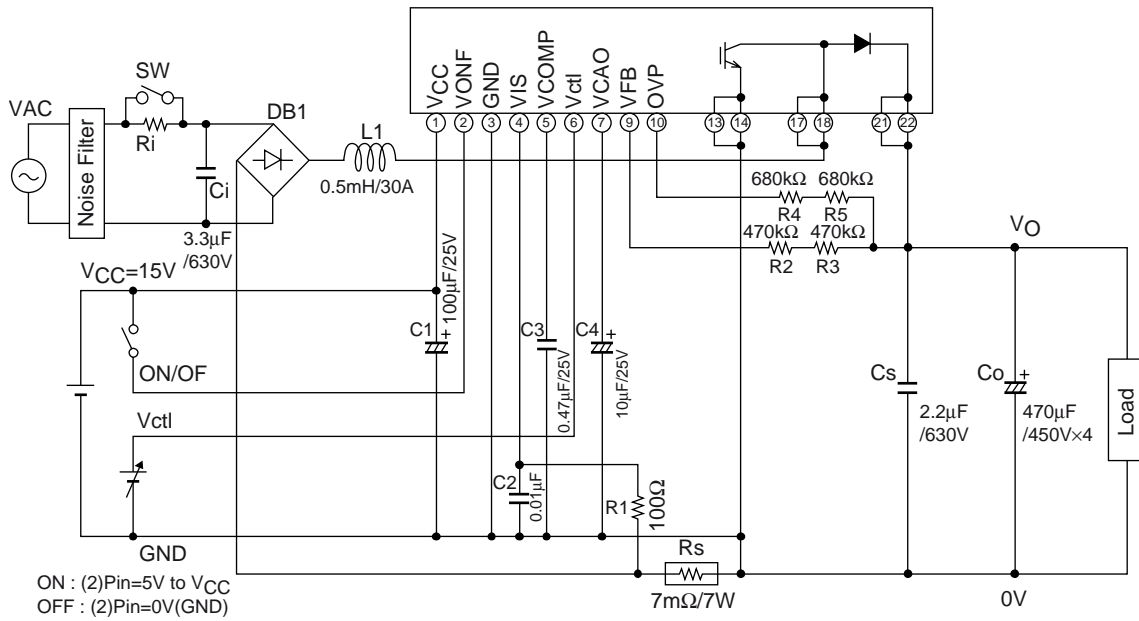 VCC
VONF
GND
VIS
VCOMP
Vctl
VCAO
VFB
OVP
1
2
3
4
5
6
7
9
10
13
14
17
18
21
22
VAC
Noise Filter
SW
Ri
Ci
3.3μF
/630V
DB1
L1
0.5mH/30A
680kΩ
680kΩ
R4
R5
470kΩ
470kΩ
R2
R3
VO
VCC=15V
100μF/25V
C1
+
C3
0.47μF/25V
C4
+
10μF/25V
ON/OF
Vctl
C2
0.01μF
R1
100Ω
Cs
2.2μF
/630V
Co
+
470μF
/450V×4
Load
GND
Rs
7mΩ/7W
0V
ON : (2)Pin=5V to VCC
OFF : (2)Pin=0V(GND)